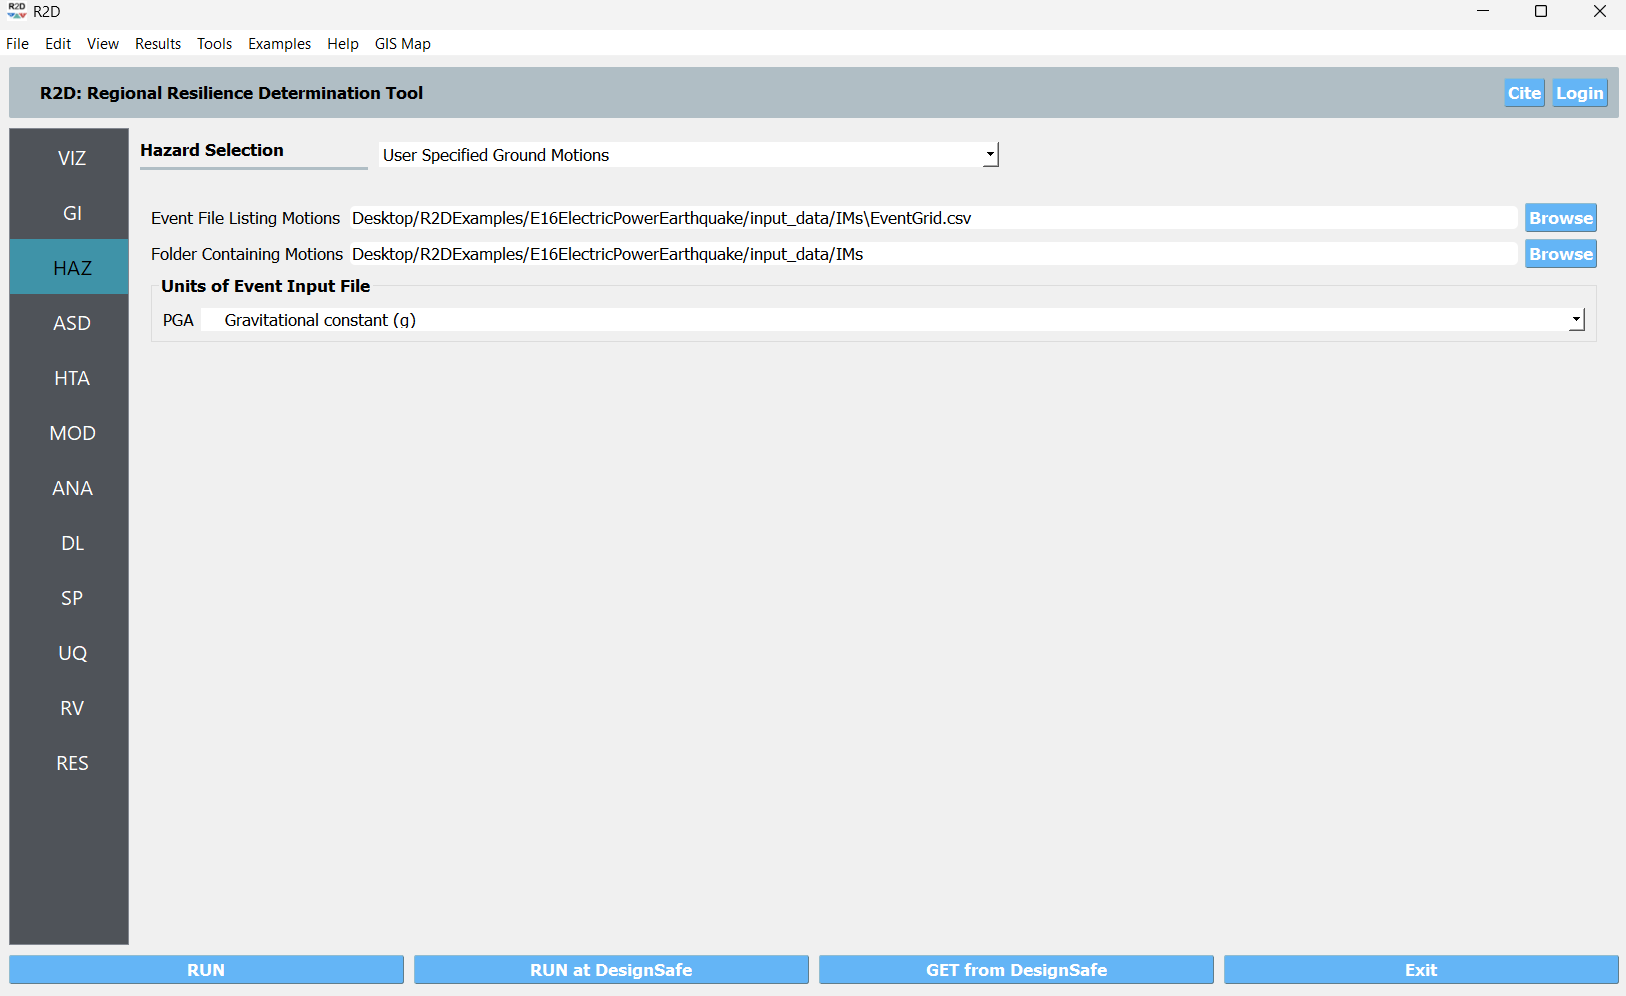 R2D R2D
File Edit View Results Tools Examples Help GIS Map
R2D: Regional Resilience Determination Tool Cite Login
VIZ
GI
HAZ
ASD
HTA
MOD
ANA
DL
SP
UQ
RV
RES
Hazard Selection User Specified Ground Motions
Event File Listing Motions Desktop/R2DExamples/E16ElectricPowerEarthquake/input_data/IMs\EventGrid.csv Browse
Folder Containing Motions Desktop/R2DExamples/E16ElectricPowerEarthquake/input_data/IMs Browse
Units of Event Input File
PGA Gravitational constant (g)
RUN RUN at DesignSafe GET from DesignSafe Exit